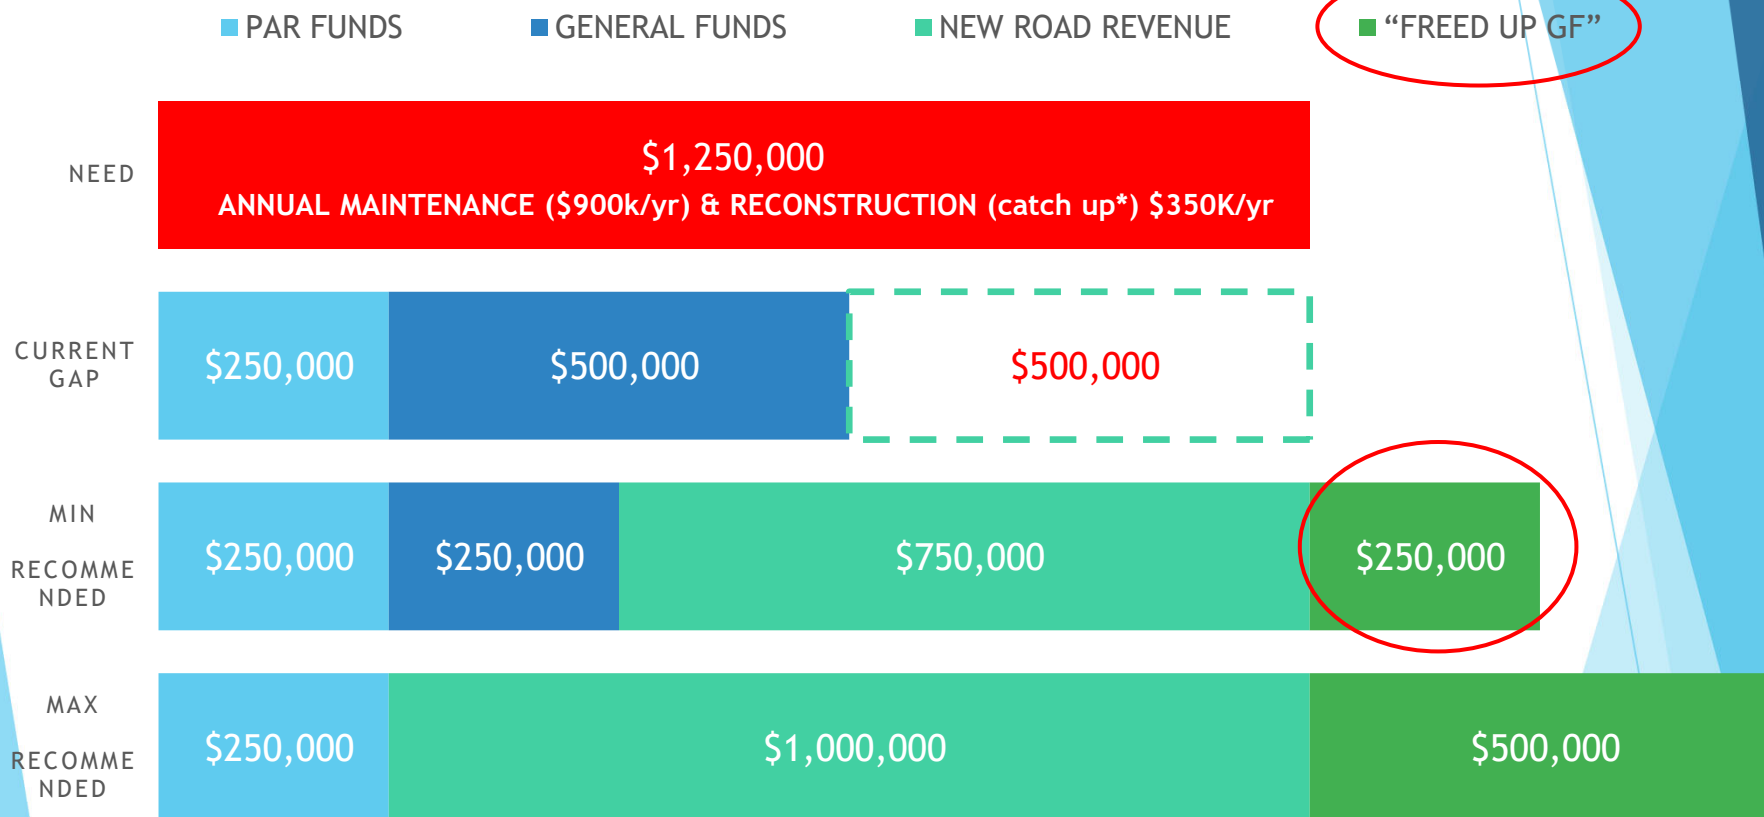 PAR FUNDS GENERAL FUNDS NEW ROAD REVENUE “FREED UP GF”
NEED
$1,250,000
ANNUAL MAINTENANCE ($900k/yr) & RECONSTRUCTION (catch up*) $350K/yr
CURRENT
GAP
$250,000 $500,000 $500,000
MIN
RECOMME
NDED
$250,000 $250,000 $750,000 $250,000
MAX
RECOMME
NDED
$250,000 $1,000,000 $500,000